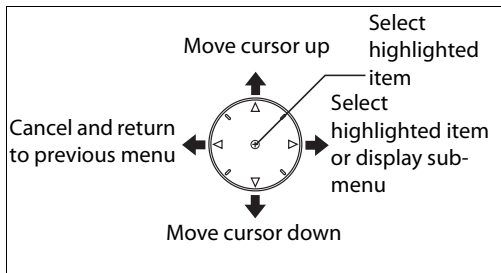 Move cursor up
Select
highlighted
item
Cancel and return
to previous menu
Select
highlighted item
or display sub-
menu
Move cursor down